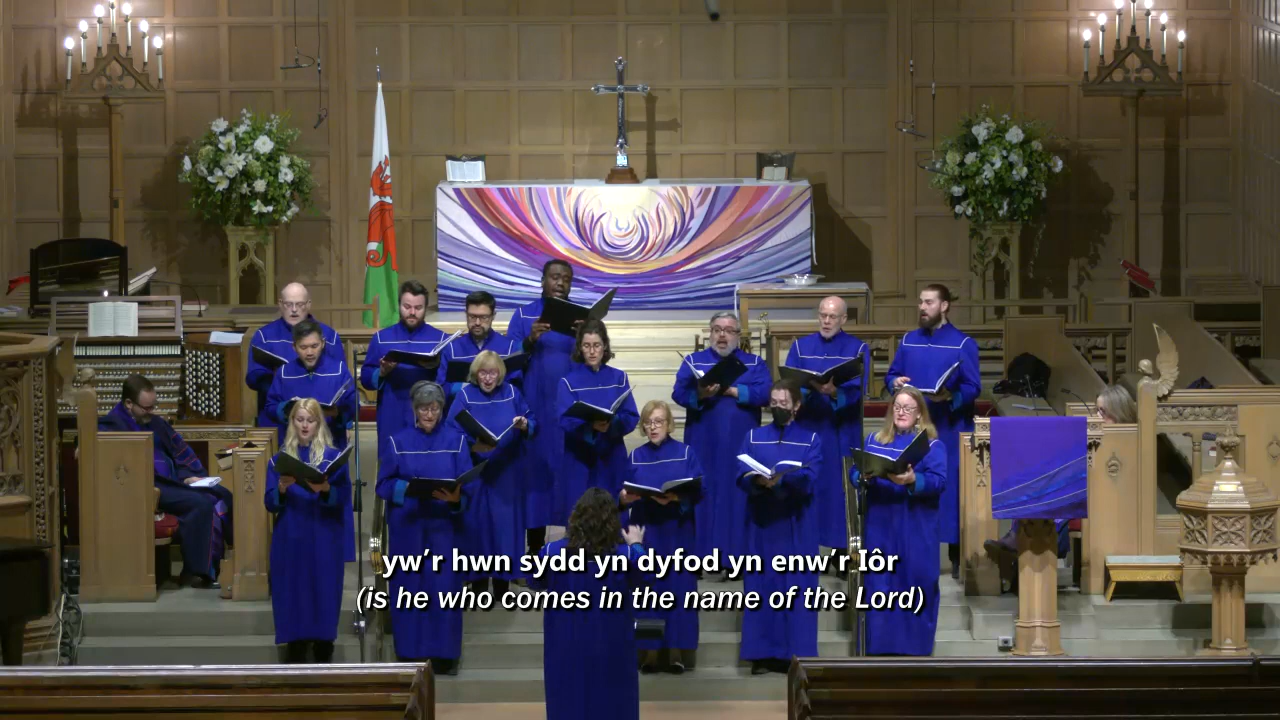 yw’r hwn sydd yn dyfod yn enw’r Iôr
(is he who comes in the name of the Lord)